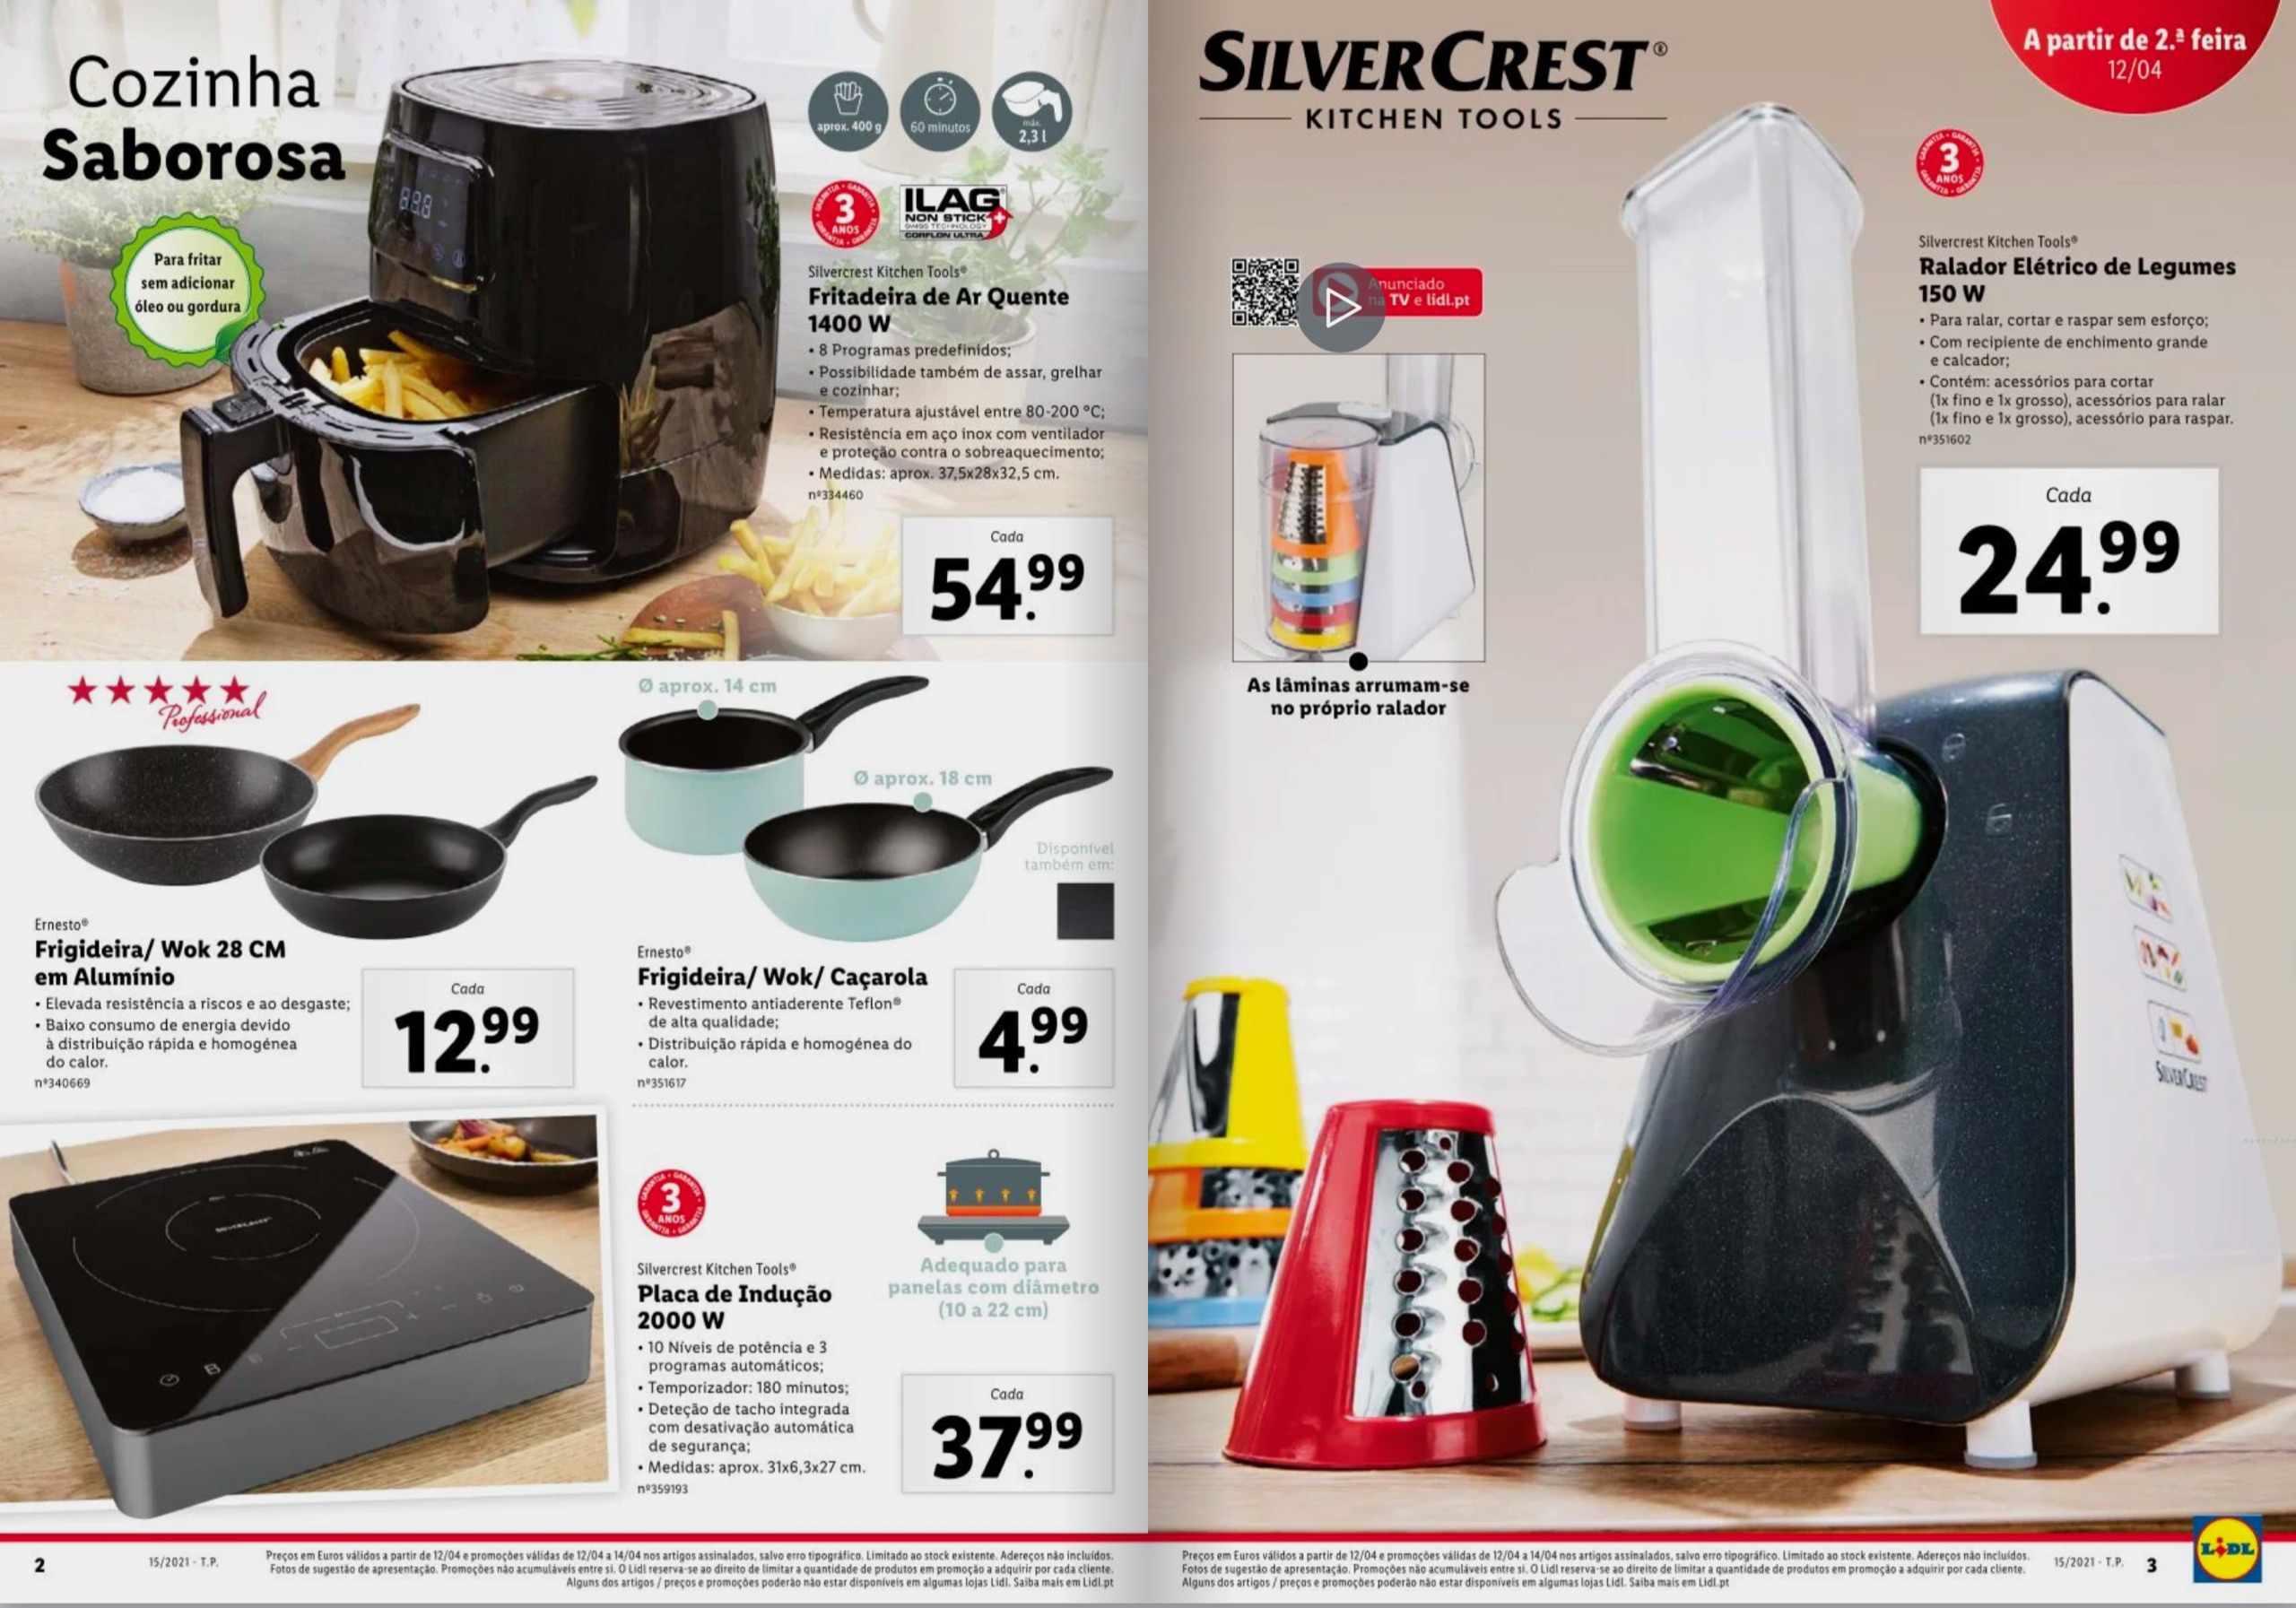 Cozinha
Saborosa
Para fritar
sem adicionar
óleo ou gordura
aprox. 400 g
60 minutos
máx.
2,3 l
GARANTIA
3
ANOS
GARANTIA
ILAG
NON STICK
SWISS TECHNOLOGY
CORFLON ULTRA
Silvercrest Kitchen Tools®
Fritadeira de Ar Quente
1400 W
• 8 Programas predefinidos;
• Possibilidade também de assar, grelhar
e cozinhar;
• Temperatura ajustável entre 80-200 °C;
• Resistência em aço inox com ventilador
e proteção contra o sobreaquecimento;
• Medidas: aprox. 37,5x28x32,5 cm.
nº334460
Cada
54.99
Professional
Ernesto®
Frigideira/ Wok 28 CM
em Alumínio
• Elevada resistência a riscos e ao desgaste;
• Baixo consumo de energia devido
à distribuição rápida e homogénea
do calor.
nº340669
Cada
12.99
Ø aprox. 14 cm
Ø aprox. 18 cm
Disponível
também em:
Ernesto®
Frigideira/ Wok/ Caçarola
• Revestimento antiaderente Teflon®
de alta qualidade;
• Distribuição rápida e homogénea do
calor.
nº351617
Cada
4.99
SILVERCREST
GARANTIA
3
ANOS
GARANTIA
Silvercrest Kitchen Tools®
Placa de Indução
2000 W
• 10 Níveis de potência e 3
programas automáticos;
• Temporizador: 180 minutos;
• Deteção de tacho integrada
com desativação automática
de segurança;
• Medidas: aprox. 31x6,3x27 cm.
nº359193
Adequado para
panelas com diâmetro
(10 a 22 cm)
Cada
37.99
2
15/2021 - T.P.
Preços em Euros válidos a partir de 12/04 e promoções válidas de 12/04 a 14/04 nos artigos assinalados, salvo erro tipográfico. Limitado ao stock existente. Adereços não incluídos.
Fotos de sugestão de apresentação. Promoções não acumuláveis entre si. O Lidl reserva-se ao direito de limitar a quantidade de produtos em promoção a adquirir por cada cliente.
Alguns dos artigos / preços e promoções poderão não estar disponíveis em algumas lojas Lidl. Saiba mais em Lidl.pt
SILVERCREST®
KITCHEN TOOLS
A partir de 2.ª feira
12/04
Anunciado
na TV e lidl.pt
As lâminas arrumam-se
no próprio ralador
GARANTIA
3
ANOS
GARANTIA
Silvercrest Kitchen Tools®
Ralador Elétrico de Legumes
150 W
• Para ralar, cortar e raspar sem esforço;
• Com recipiente de enchimento grande
e calcador;
• Contém: acessórios para cortar
(1x fino e 1x grosso), acessórios para ralar
(1x fino e 1x grosso), acessório para raspar.
nº351602
Cada
24.99
SILVERCREST
Preços em Euros válidos a partir de 12/04 e promoções válidas de 12/04 a 14/04 nos artigos assinalados, salvo erro tipográfico. Limitado ao stock existente. Adereços não incluídos.
Fotos de sugestão de apresentação. Promoções não acumuláveis entre si. O Lidl reserva-se ao direito de limitar a quantidade de produtos em promoção a adquirir por cada cliente.
Alguns dos artigos / preços e promoções poderão não estar disponíveis em algumas lojas Lidl. Saiba mais em Lidl.pt
15/2021 - T.P.
3
LIDL